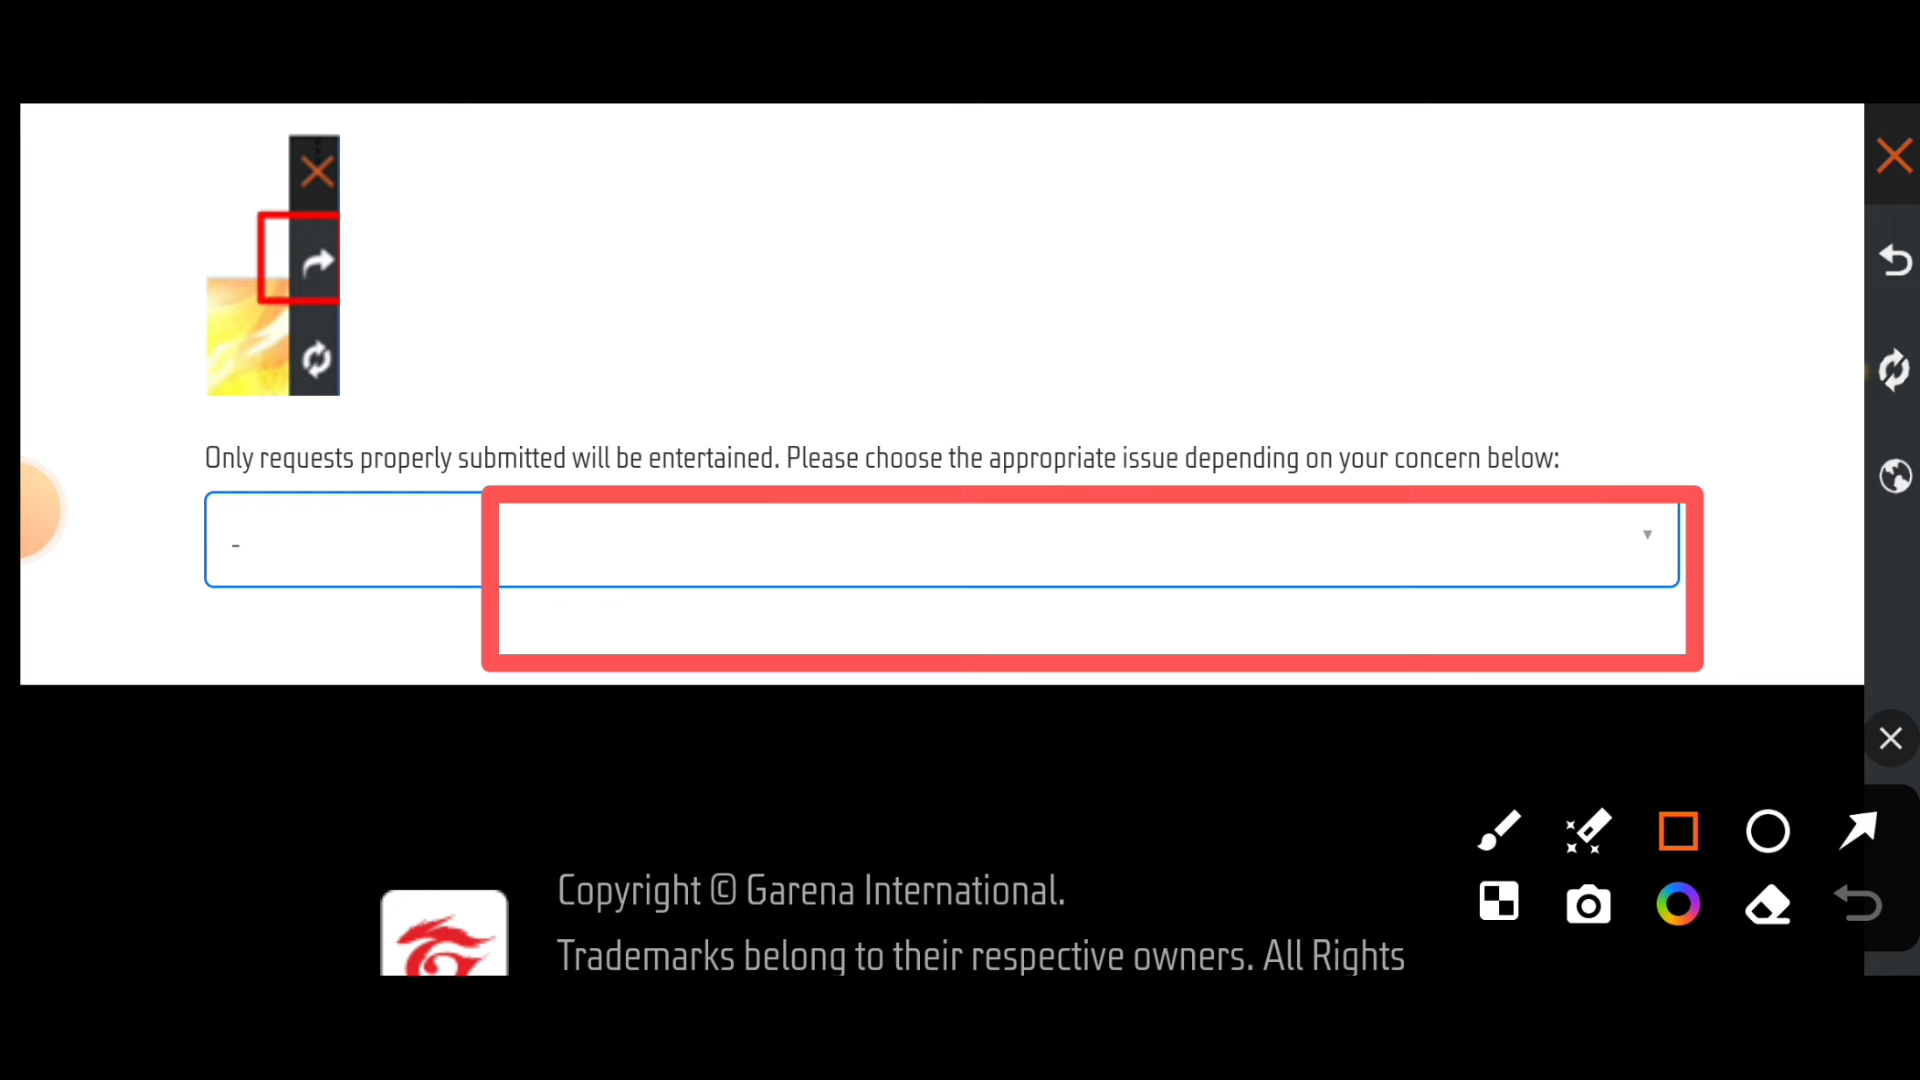 Only requests properly submitted will be entertained. Please choose the appropriate issue depending on your concern below:
-
Copyright © Garena International.
Trademarks belong to their respective owners. All Rights